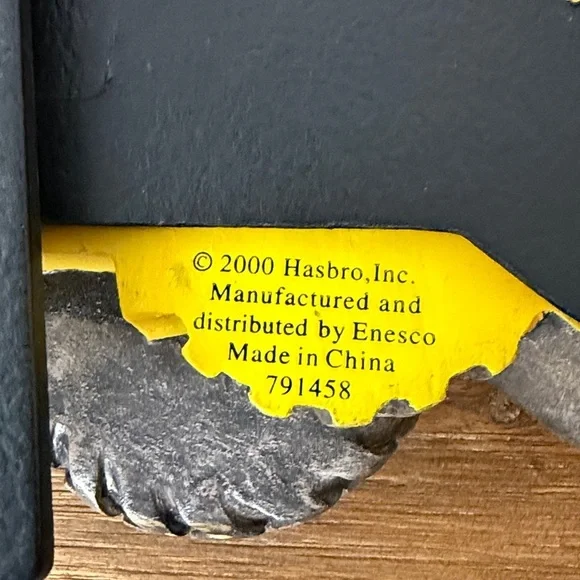 © 2000 Hasbro,Inc.
Manufactured and
distributed by Enesco
Made in China
791458